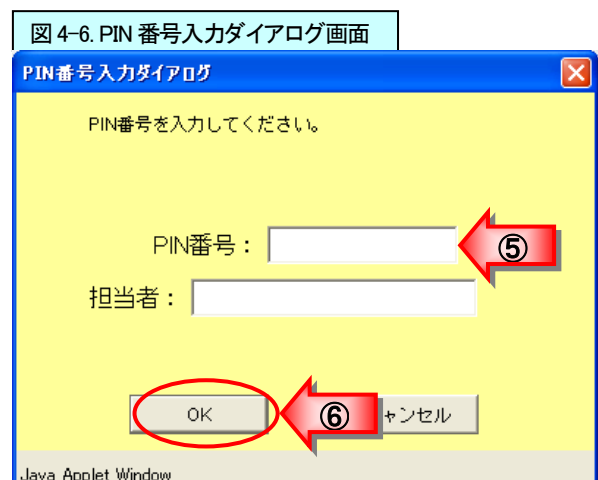 図 4-6. PIN 番号入力ダイアログ画面
PIN番号入力ダイアログ
PIN番号を入力してください。
PIN番号：
⑤
担当者：
OK
⑥
ャンセル
Java Applet Window